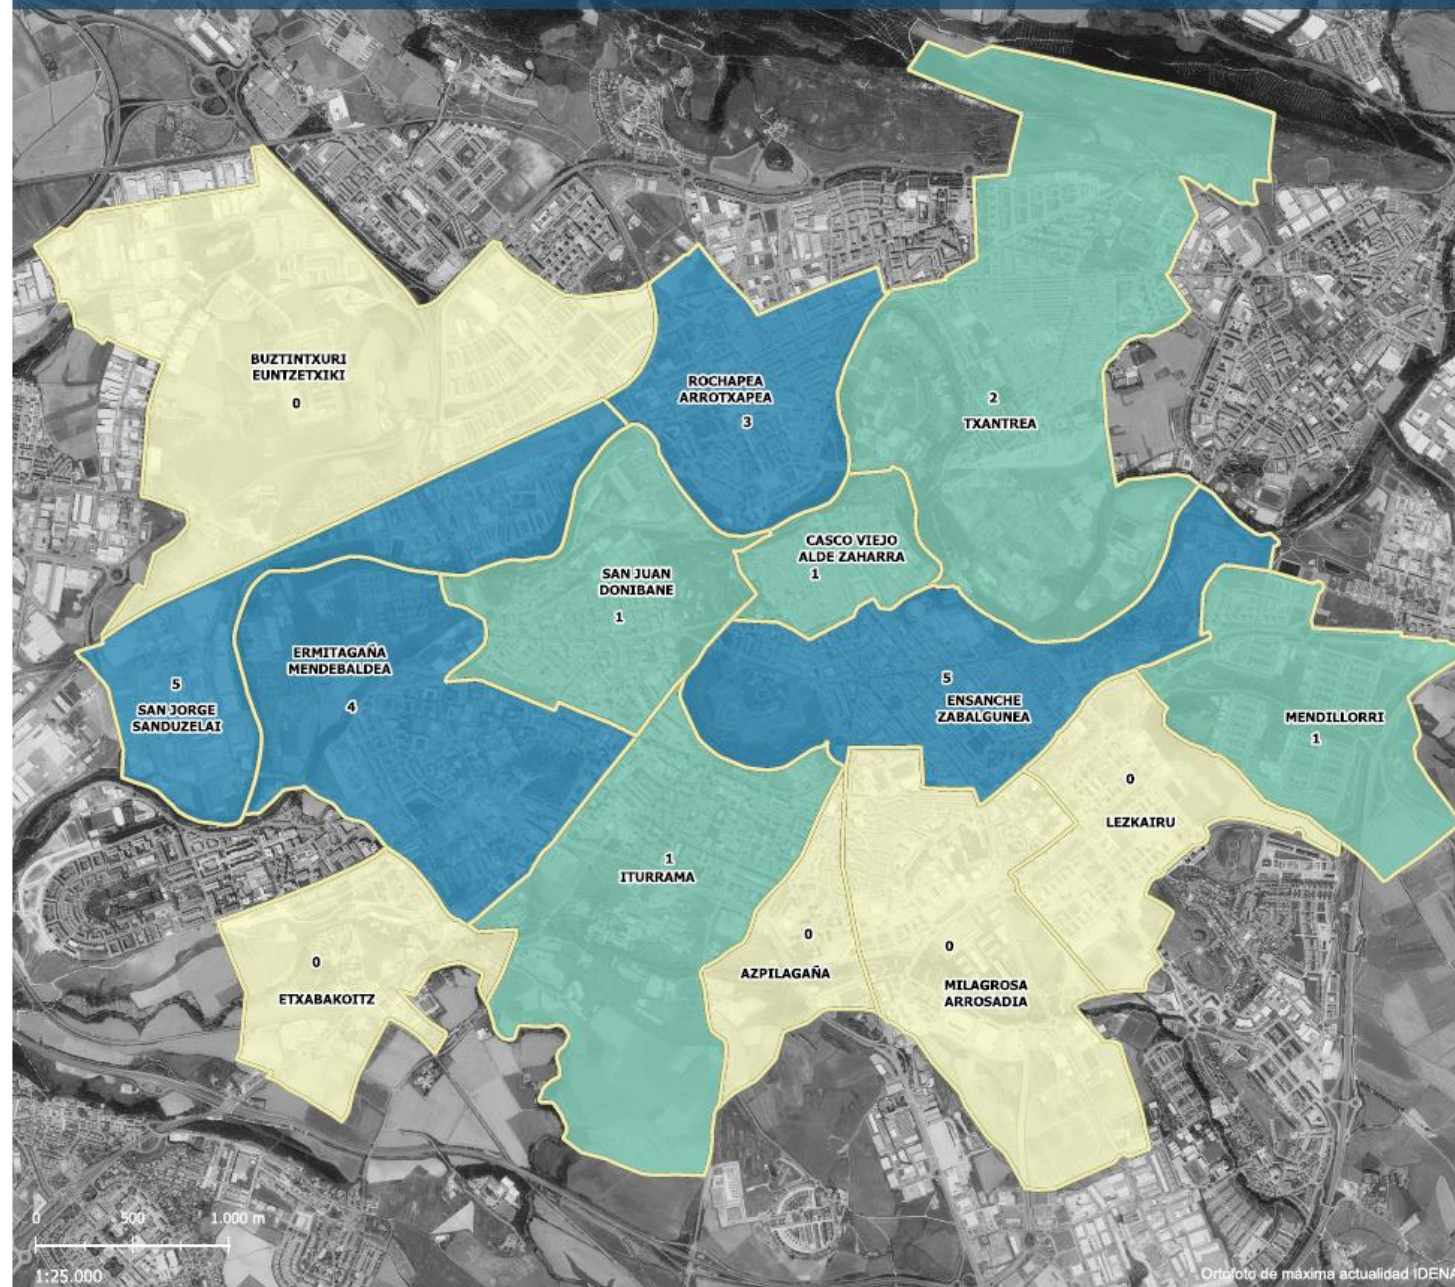 BUZTINTXURI
EUNTZETXIKI
0
ROCHAPEA
ARROTXAPEA
3
2
TXANTREA
CASCO VIEJO
ALDE ZAHARRA
1
SAN JUAN
DONIBANE
1
ERMITAGAÑA
MENDEBALDEA
4
5
SAN JORGE
SANDUZELAI
5
ENSANCHE
ZABALGUNEA
MENDILLORRI
1
0
LEZKAIRU
1
ITURRAMA
0
AZPILAGAÑA
0
MILAGROSA
ARROSADIA
0
ETXABAKOITZ
0 500 1.000 m
1:25.000
Ortofoto de máxima actualidad IDENA